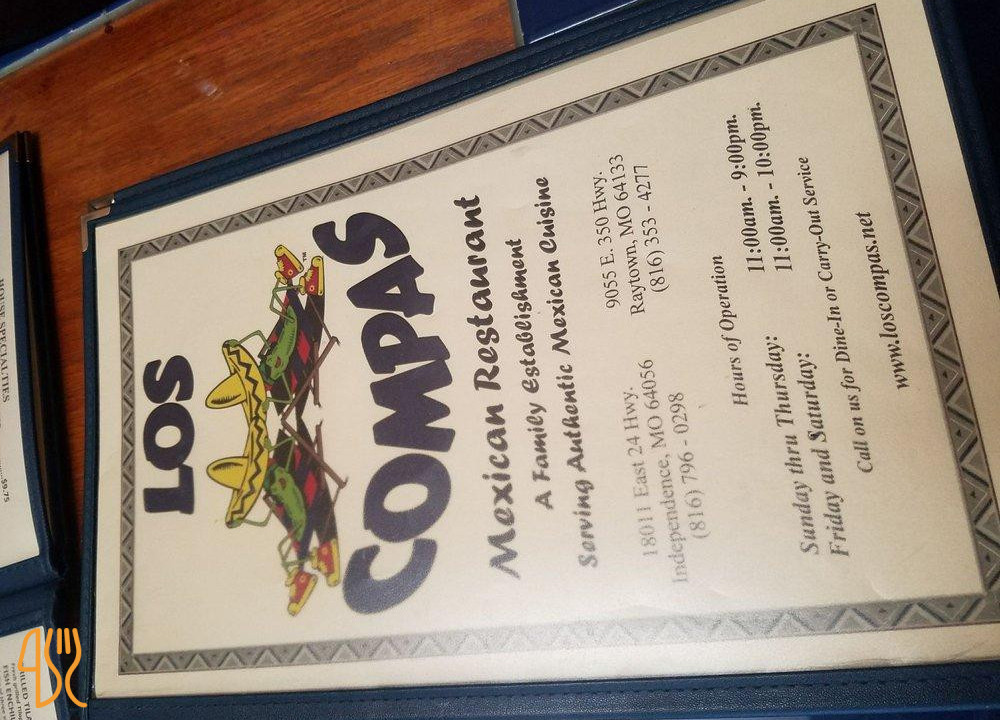 LOS
COMPAS
TM
Mexican Restaurant
A Family Establishment
Serving Authentic Mexican Cuisine
18011 East 24 Hwy.
Independence, MO 64056
(816) 796 - 0298
9055 E. 350 Hwy.
Raytown, MO 64133
(816) 353 - 4277
Hours of Operation
Sunday thru Thursday: 11:00am. - 9:00pm.
Friday and Saturday: 11:00am. - 10:00pm.
Call on us for Dine-In or Carry-Out Service
www.loscompas.net
HOUSE SPECIALTIES
$9.75